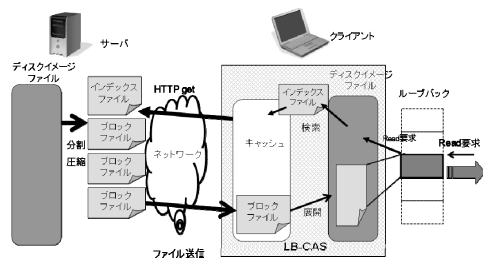 サーバ
ディスクイメージ
ファイル
インデックス
ファイル
ブロック
ファイル
分割
圧縮
ブロック
ファイル
ブロック
ファイル
HTTP get
ネットワーク
ファイル送信
クライアント
キャッシュ
インデックス
ファイル
検索
ディスクイメージ
ファイル
ブロック
ファイル
展開
LB-CAS
ループバック
Read要求
Read要求